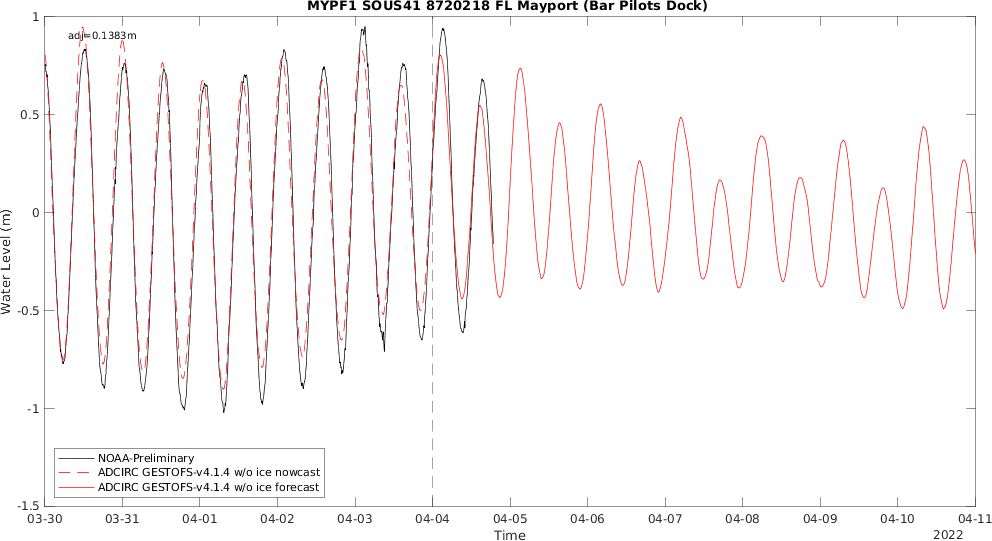 MYPF1 SOUS41 8720218 FL Mayport (Bar Pilots Dock)
adj=0.1383m
1
0.5
0
-0.5
-1
-1.5
Water Level (m)
NOAA-Preliminary
ADCIRC GESTOFS-v4.1.4 w/o ice nowcast
ADCIRC GESTOFS-v4.1.4 w/o ice forecast
03-30 03-31 04-01 04-02 04-03 04-04 04-05 04-06 04-07 04-08 04-09 04-10 04-11
Time
2022